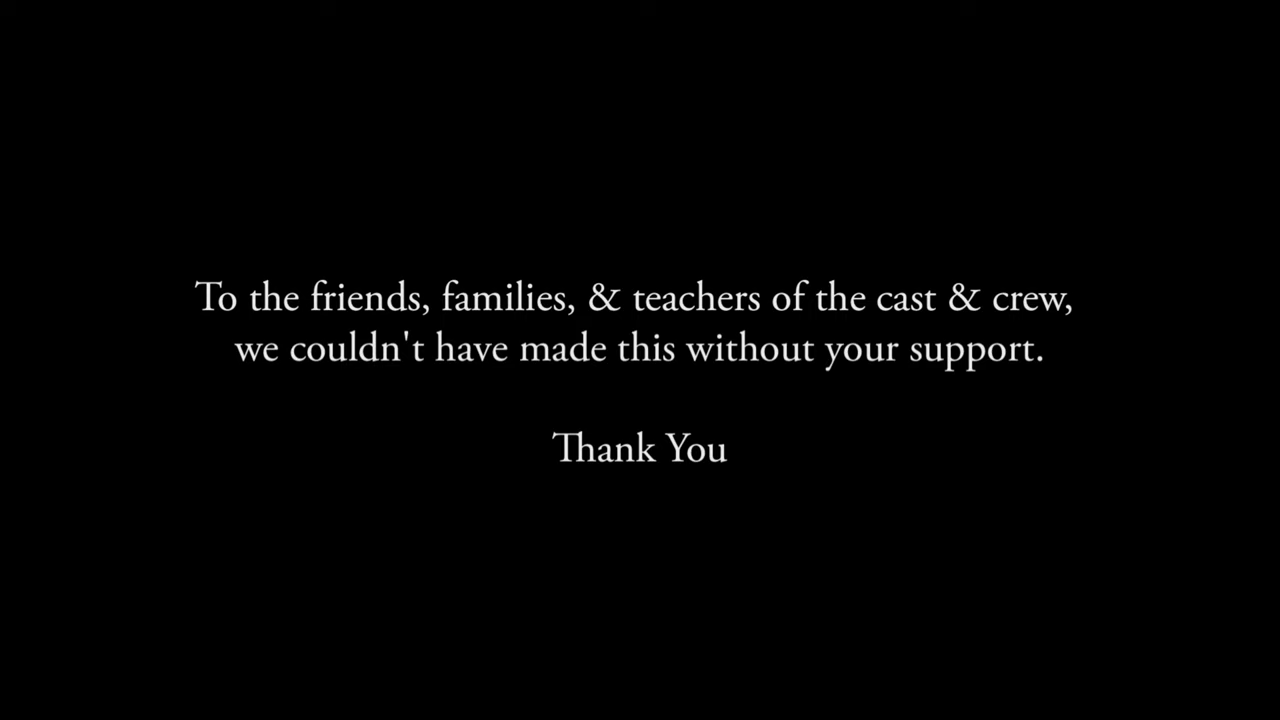 To the friends, families, & teachers of the cast & crew,
we couldn't have made this without your support.
Thank You